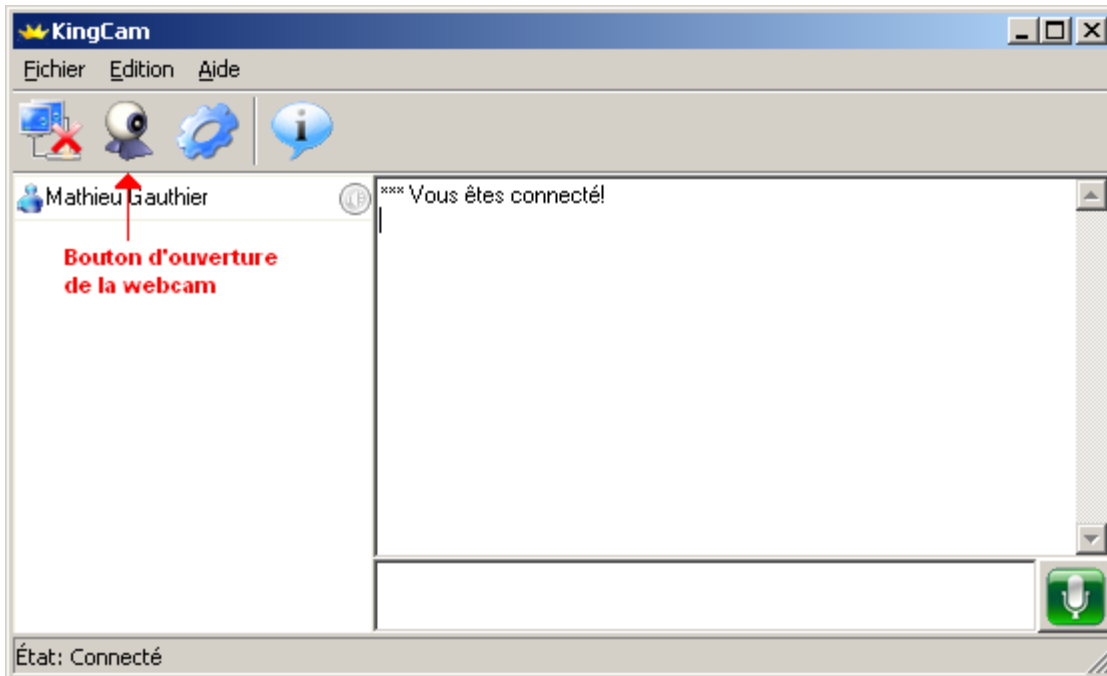 KingCam
Fichier Edition Aide
Mathieu Gauthier
*** Vous êtes connecté!
Bouton d'ouverture
de la webcam
État: Connecté